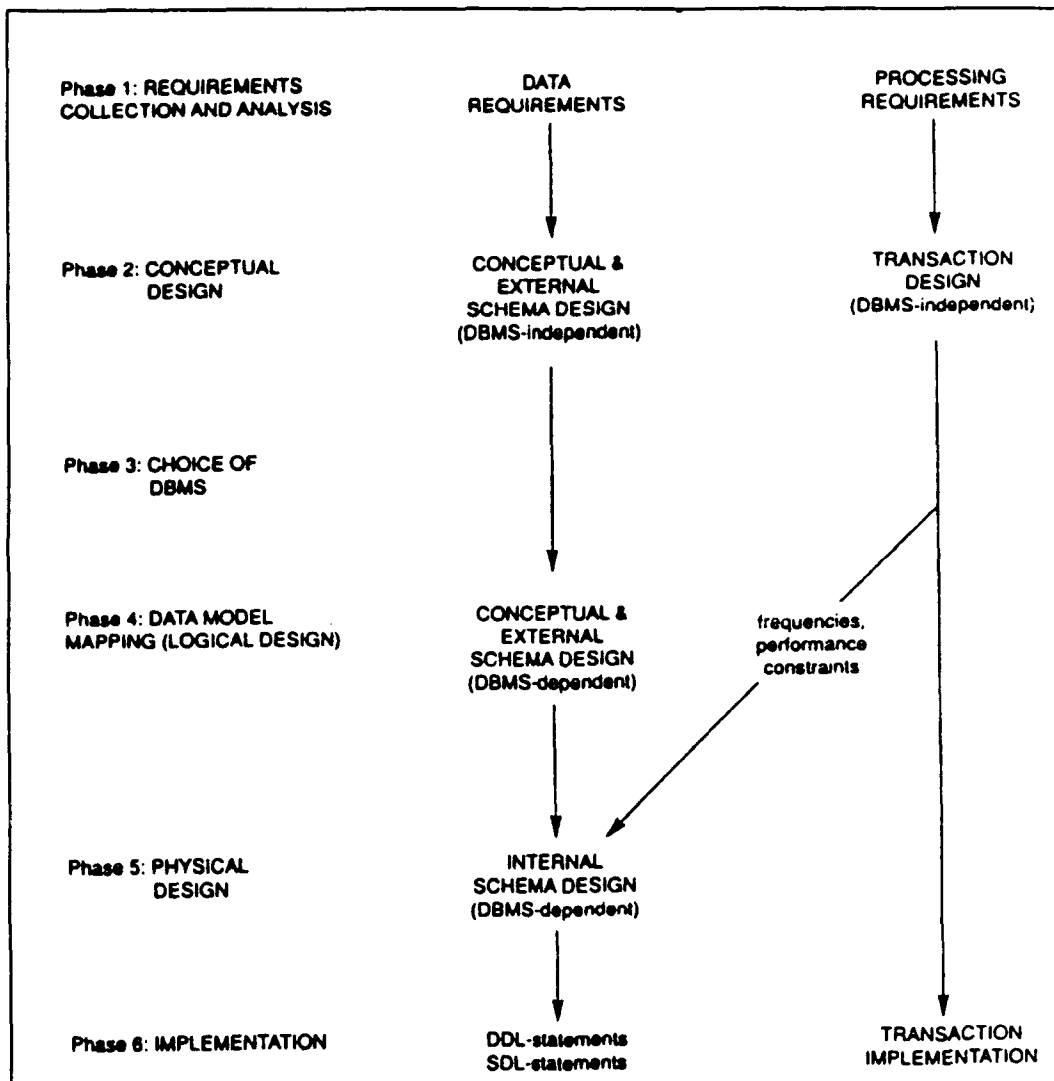 Phase 1: REQUIREMENTS
COLLECTION AND ANALYSIS
DATA
REQUIREMENTS
PROCESSING
REQUIREMENTS
Phase 2: CONCEPTUAL
DESIGN
CONCEPTUAL &
EXTERNAL
SCHEMA DESIGN
(DBMS-independent)
TRANSACTION
DESIGN
(DBMS-independent)
Phase 3: CHOICE OF
DBMS
Phase 4: DATA MODEL
MAPPING (LOGICAL DESIGN)
CONCEPTUAL &
EXTERNAL
SCHEMA DESIGN
(DBMS-dependent)
frequencies,
performance
constraints
Phase 5: PHYSICAL
DESIGN
INTERNAL
SCHEMA DESIGN
(DBMS-dependent)
Phase 6: IMPLEMENTATION
DDL-statements
SDL-statements
TRANSACTION
IMPLEMENTATION